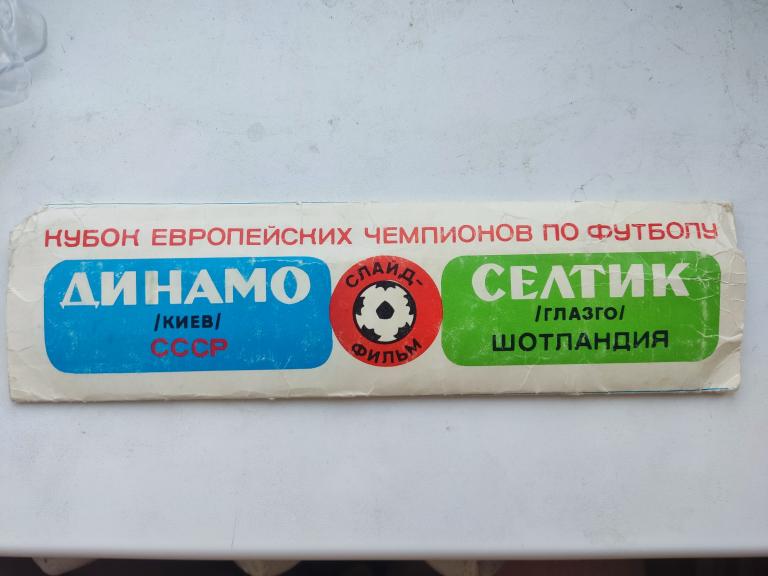 КУБОК ЕВРОПЕЙСКИХ ЧЕМПИОНОВ ПО ФУТБОЛУ
ДИНАМО
/КИЕВ/
СССР
СЛАЙД-
ФИЛЬМ
СЕЛТИК
/ГЛАЗГО/
ШОТЛАНДИЯ